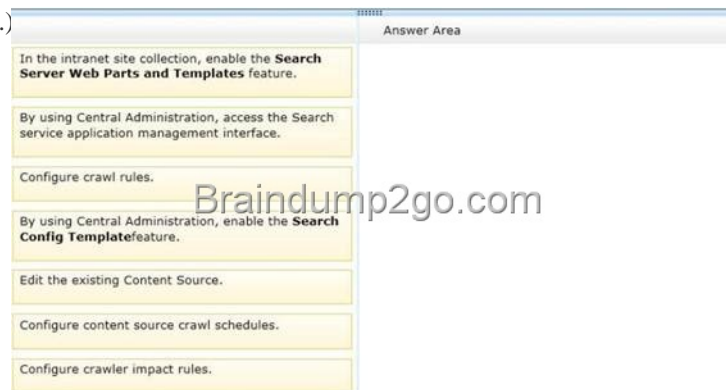 .)
Answer Area
In the intranet site collection, enable the Search
Server Web Parts and Templates feature.
By using Central Administration, access the Search
service application management interface.
Configure crawl rules.
Braindump2go.com
By using Central Administration, enable the Search
Config Templatefeature.
Edit the existing Content Source.
Configure content source crawl schedules.
Configure crawler impact rules.